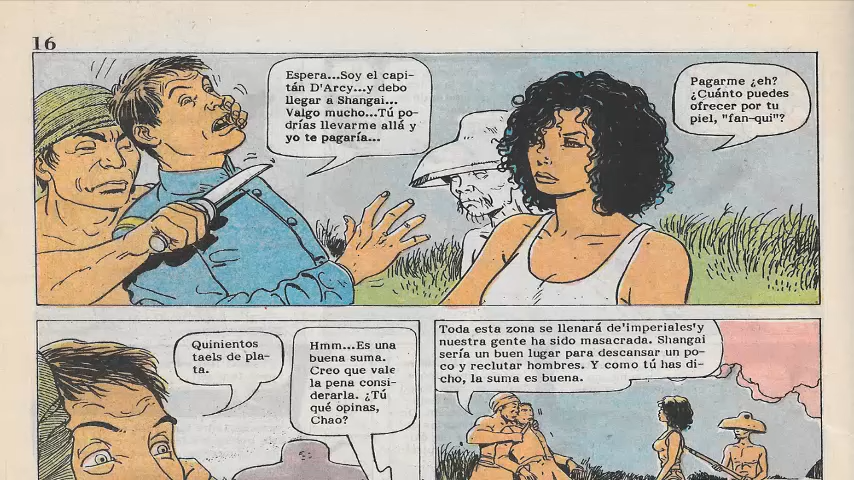 16
Espera...Soy el capi-
tán D'Arcy...y debo
llegar a Shangai...
Valgo mucho...Tú po-
drías llevarme allá y
yo te pagaría...
Pagarme ¿eh?
¿Cuánto puedes
ofrecer por tu
piel, "fan-qui"?
Quinientos
taels de pla-
ta.
Hmm...Es una
buena suma.
Creo que vale
la pena consi-
derarla. ¿Tú
qué opinas,
Chao?
Toda esta zona se llenará de'imperiales'y
nuestra gente ha sido masacrada. Shangai
sería un buen lugar para descansar un po-
co y reclutar hombres. Y como tú has di-
cho, la suma es buena.